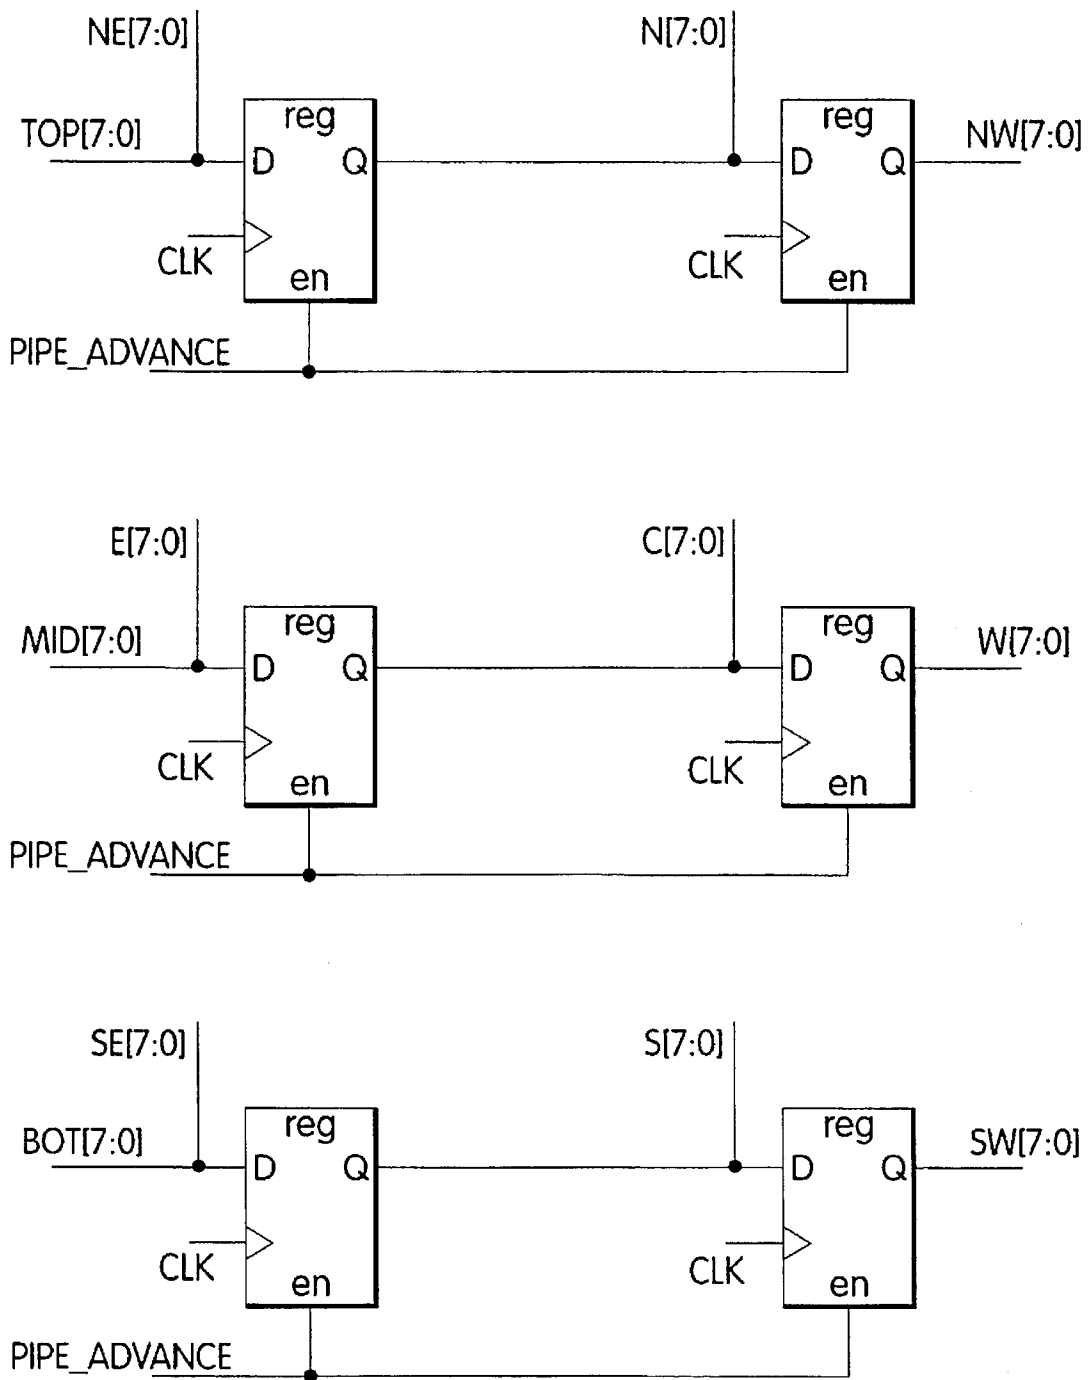 NE[7:0] N[7:0]
reg reg
TOP[7:0] NW[7:0]
D Q D Q
CLK CLK
en en
PIPE_ADVANCE
E[7:0] C[7:0]
reg reg
MID[7:0] W[7:0]
D Q D Q
CLK CLK
en en
PIPE_ADVANCE
SE[7:0] S[7:0]
reg reg
BOT[7:0] SW[7:0]
D Q D Q
CLK CLK
en en
PIPE_ADVANCE